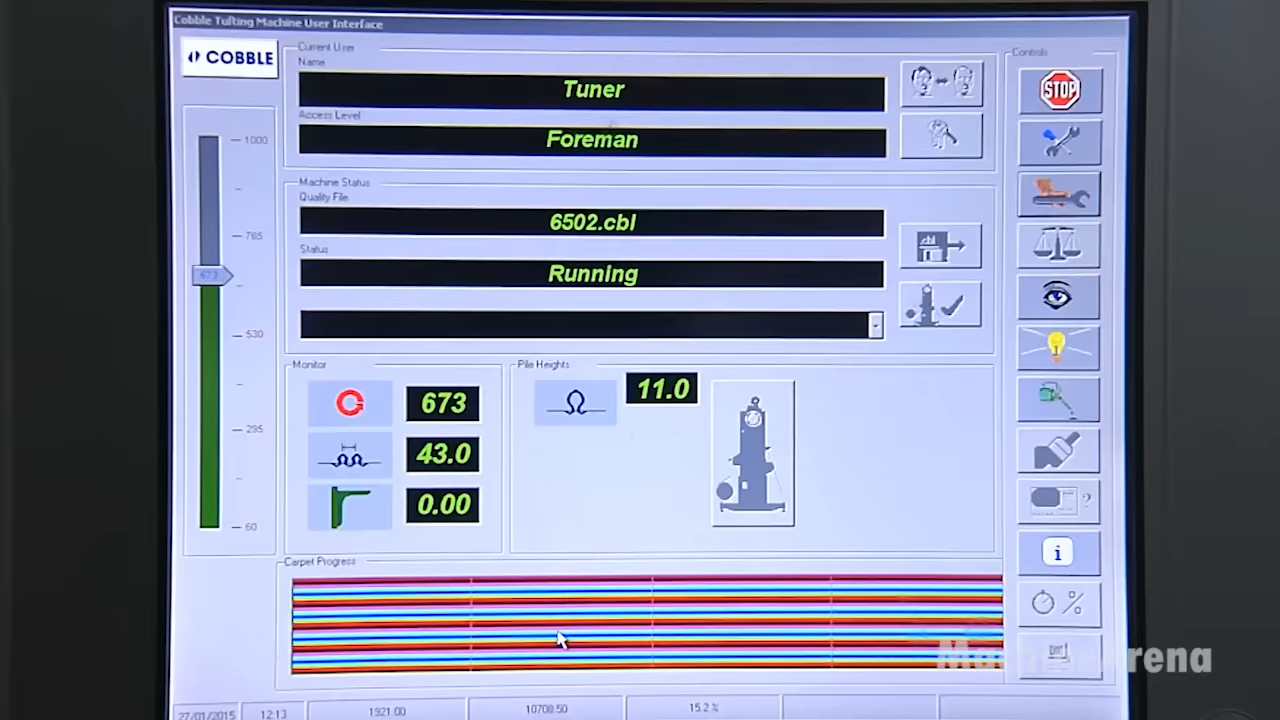 Cobble Tufting Machine User Interface
COBBLE
Current User
Name
Tuner
Access Level
Foreman
Machine Status
Quality File
6502.cbl
Status
Running
Controls
STOP
cbl
1000
765
673
530
295
60
Monitor
673
43.0
0.00
Pile Heights
11.0
?
i
%
Carpet Progress
27/01/2015
12:13
1921.00
10708.50
15.2 %